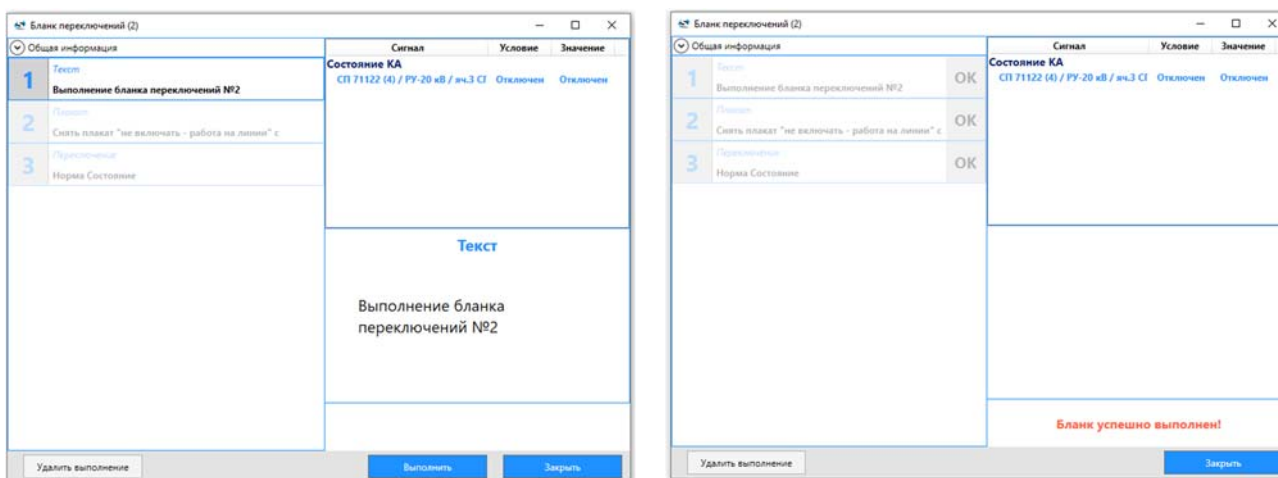 Бланк переключений (2)
Общая информация
1
Текст
Выполнение бланка переключений №2
2
Плакат
Снять плакат "не включать - работа на линии" с
3
Переключение
Норма Состояние
Сигнал Условие Значение
Состояние КА
СП 71122 (4) / РУ-20 кВ / яч.3 СГ Отключен Отключен
Текст
Выполнение бланка
переключений №2
Удалить выполнение Выполнить Закрыть
Бланк переключений (2)
Общая информация
1
Текст
Выполнение бланка переключений №2 OK
2
Плакат
Снять плакат "не включать - работа на линии" с OK
3
Переключение
Норма Состояние OK
Сигнал Условие Значение
Состояние КА
СП 71122 (4) / РУ-20 кВ / яч.3 СГ Отключен Отключен
Бланк успешно выполнен!
Удалить выполнение Закрыть